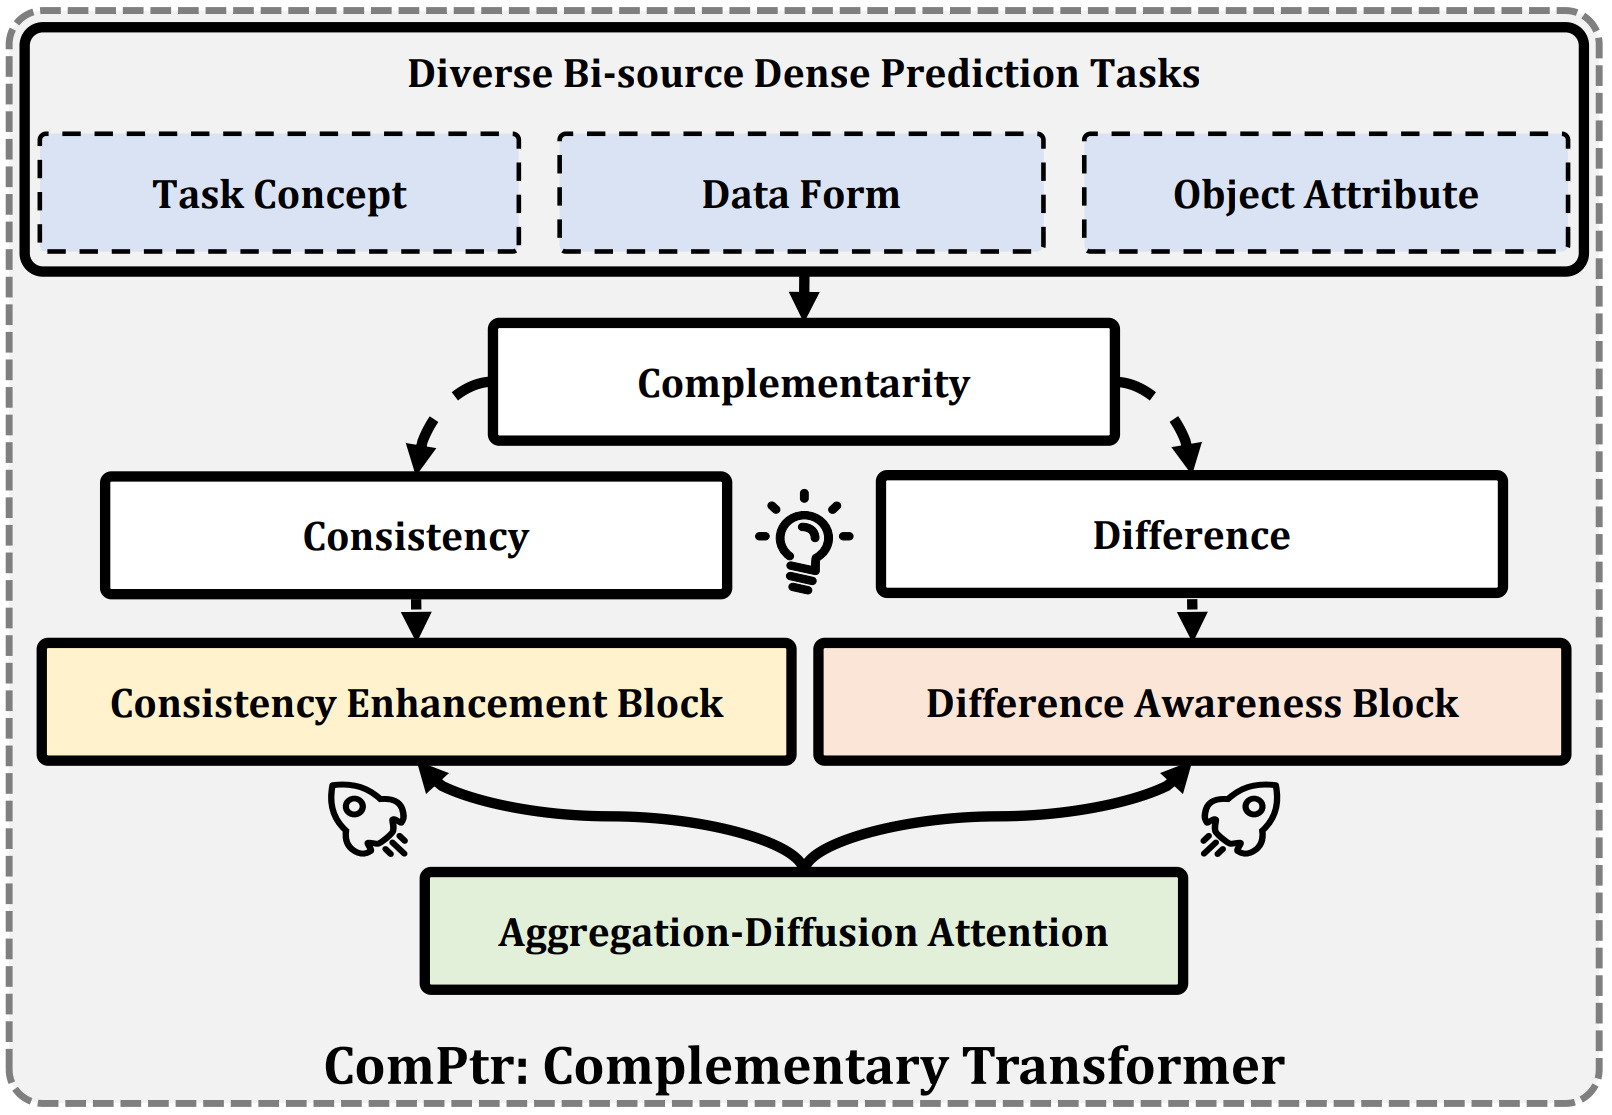 Diverse Bi-source Dense Prediction Tasks
Task Concept
Data Form
Object Attribute
Complementarity
Consistency
Difference
Consistency Enhancement Block
Difference Awareness Block
Aggregation-Diffusion Attention
ComPtr: Complementary Transformer